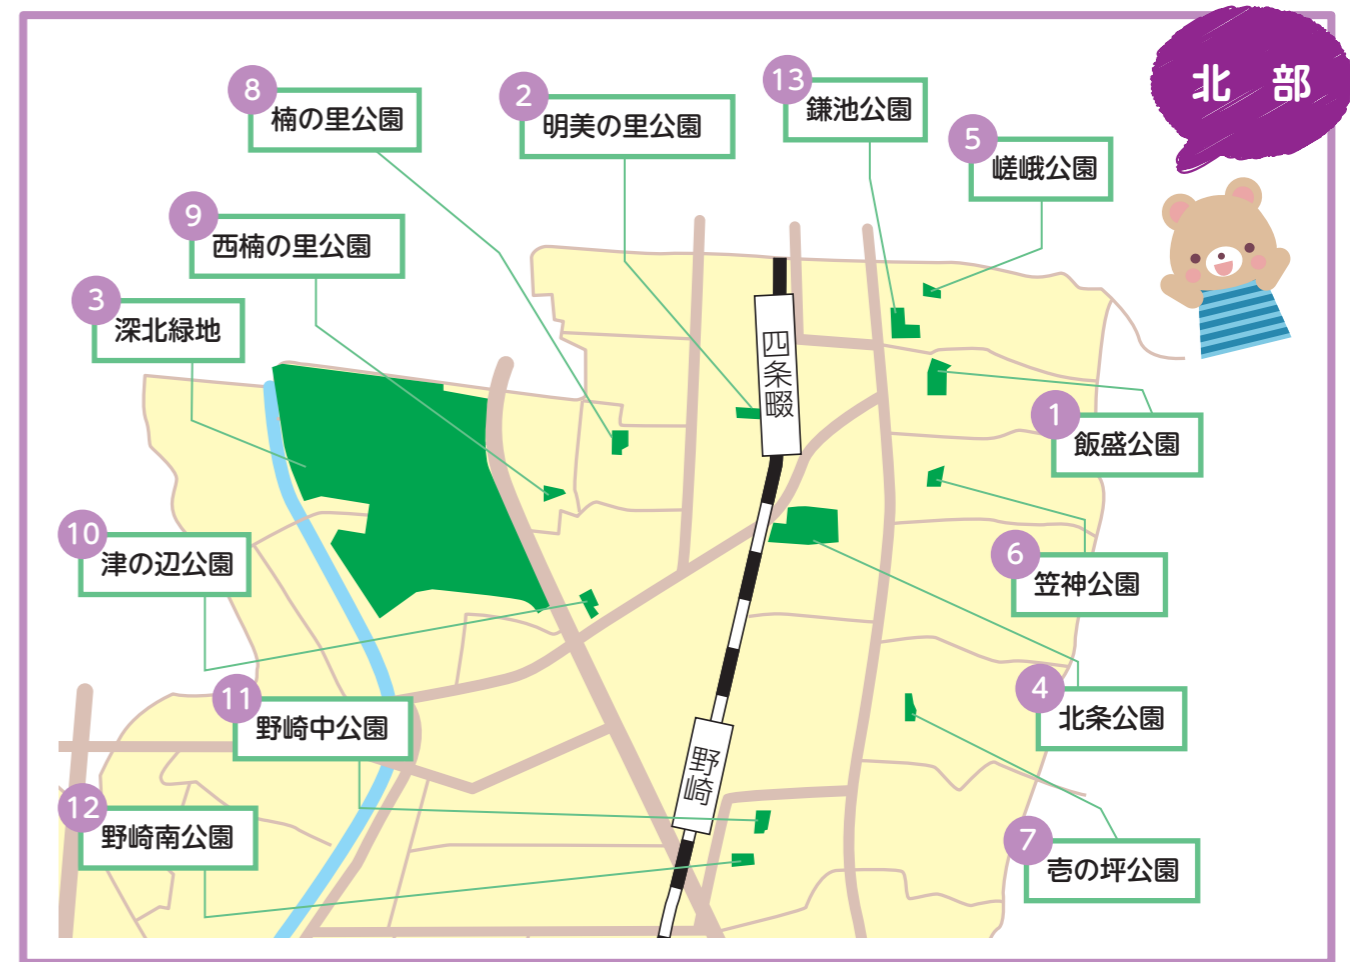 北 部
8
楠の里公園
2
明美の里公園
13
鎌池公園
5
嵯峨公園
9
西楠の里公園
3
深北緑地
四条畷
1
飯盛公園
10
津の辺公園
6
笠神公園
4
北条公園
11
野崎中公園
野崎
12
野崎南公園
7
壱の坪公園